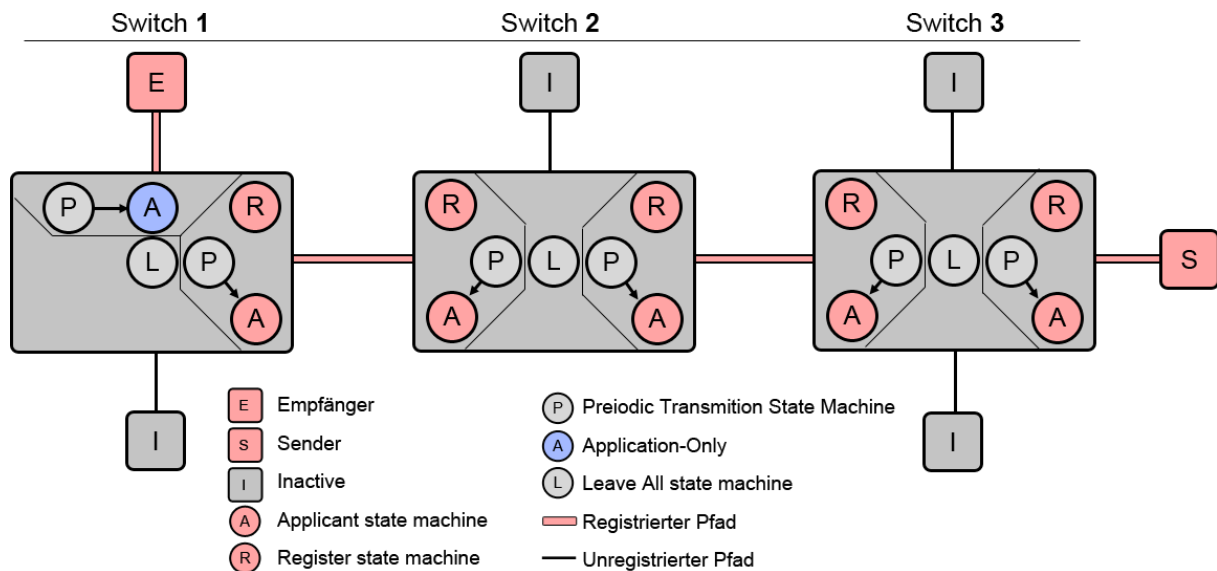 Switch 1
Switch 2
Switch 3
E
I
I
P
A
R
L
P
A
R
R
P
L
P
A
A
R
R
P
L
P
A
A
S
I
I
E Empfänger
S Sender
I Inactive
A Applicant state machine
R Register state machine
P Preiodic Transmition State Machine
A Application-Only
L Leave All state machine
Registrierter Pfad
Unregistrierter Pfad